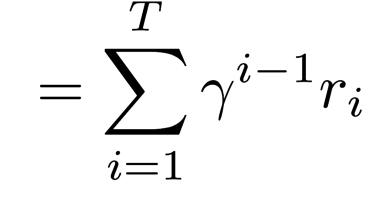 = \sum_{i=1}^{T} \gamma^{i-1} r_i